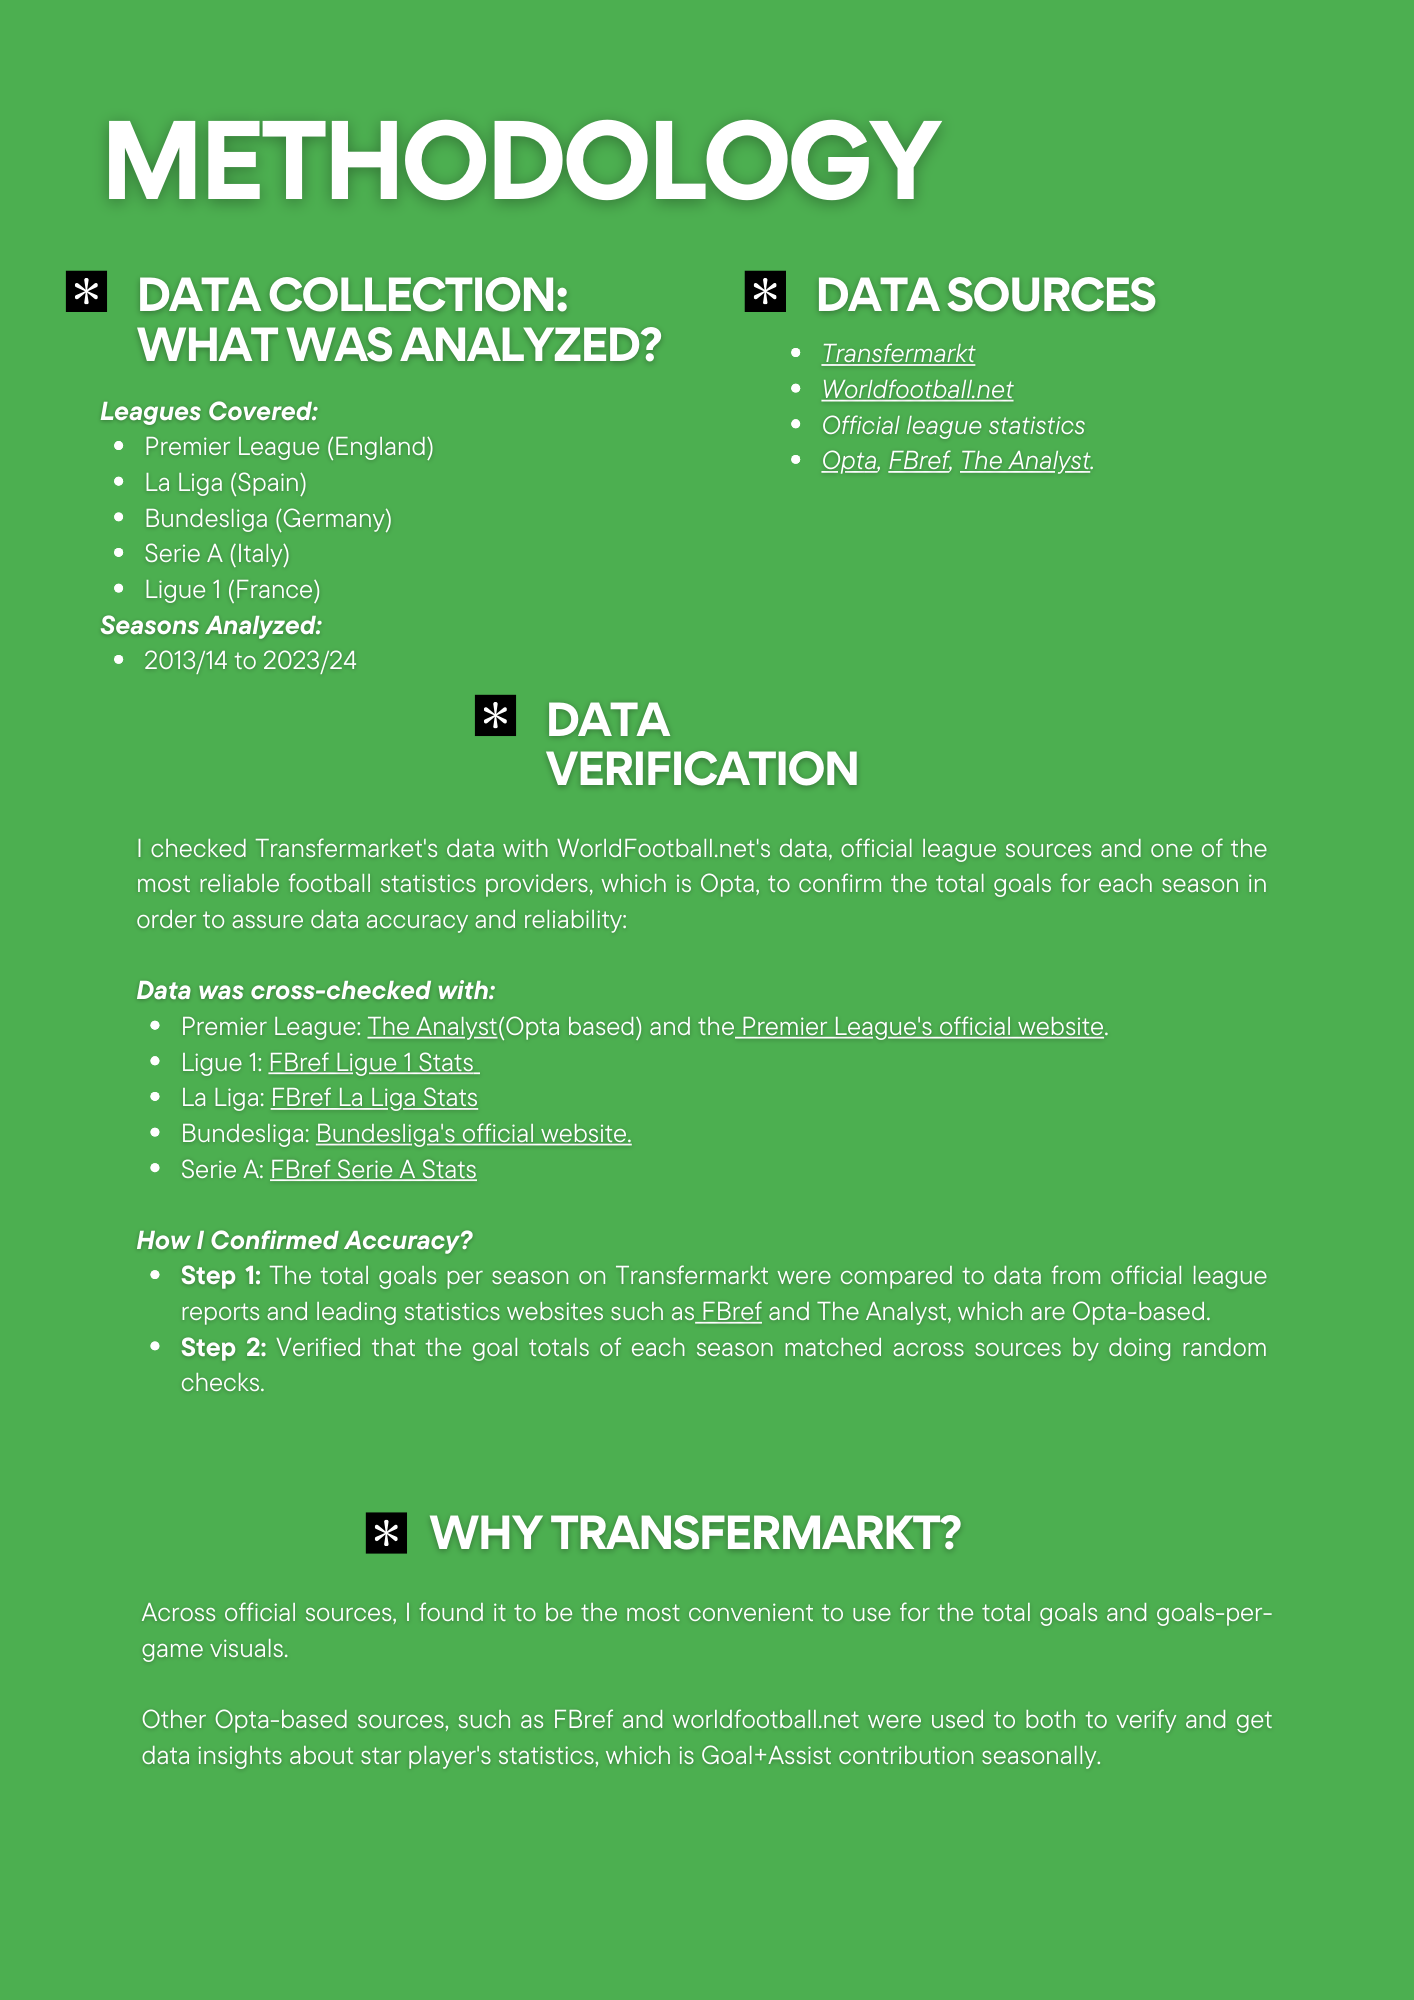 METHODOLOGY
* DATA COLLECTION:
WHAT WAS ANALYZED?
Leagues Covered:
• Premier League (England)
• La Liga (Spain)
• Bundesliga (Germany)
• Serie A (Italy)
• Ligue 1 (France)
Seasons Analyzed:
• 2013/14 to 2023/24
* DATA SOURCES
• Transfermarkt
• Worldfootball.net
• Official league statistics
• Opta, FBref, The Analyst.
* DATA
VERIFICATION
I checked Transfermarket's data with WorldFootball.net's data, official league sources and one of the
most reliable football statistics providers, which is Opta, to confirm the total goals for each season in
order to assure data accuracy and reliability:
Data was cross-checked with:
• Premier League: The Analyst(Opta based) and the Premier League's official website.
• Ligue 1: FBref Ligue 1 Stats
• La Liga: FBref La Liga Stats
• Bundesliga: Bundesliga's official website.
• Serie A: FBref Serie A Stats
How I Confirmed Accuracy?
• Step 1: The total goals per season on Transfermarkt were compared to data from official league
reports and leading statistics websites such as FBref and The Analyst, which are Opta-based.
• Step 2: Verified that the goal totals of each season matched across sources by doing random
checks.
* WHY TRANSFERMARKT?
Across official sources, I found it to be the most convenient to use for the total goals and goals-per-
game visuals.
Other Opta-based sources, such as FBref and worldfootball.net were used to both to verify and get
data insights about star player's statistics, which is Goal+Assist contribution seasonally.